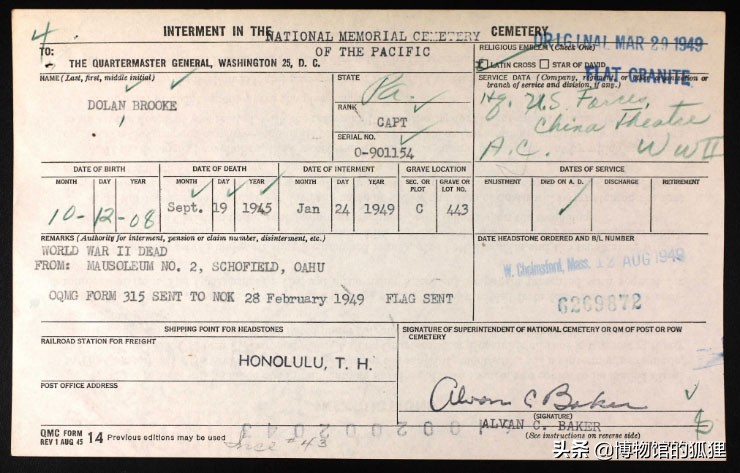 4
INTERMENT IN THE NATIONAL MEMORIAL CEMETERY CEMETERY
OF THE PACIFIC
ORIGINAL MAR 29 1949
TO:
THE QUARTERMASTER GENERAL, WASHINGTON 25, D. C.
RELIGIOUS EMBLEM (Check One)
LATIN CROSS STAR OF DAVID
FLAT GRANITE
NAME (Last, first, middle initial)
DOLAN BROOKE
STATE
Pa.
RANK
CAPT
SERIAL NO.
O-901154
SERVICE DATA (Company, regiment, or other organization or
branch of service and division, if any.)
Hq. U.S. Forces,
China Theatre
A.C. WW II
DATE OF BIRTH DATE OF DEATH DATE OF INTERMENT GRAVE LOCATION DATES OF SERVICE
MONTH DAY YEAR MONTH DAY YEAR MONTH DAY YEAR SEC. OR PLOT GRAVE OR LOT NO. ENLISTMENT DIED ON A. D. DISCHARGE RETIREMENT
10-12-08 Sept. 19 1945 Jan 24 1949 C 443
REMARKS (Authority for interment, pension or claim number, disinterment, etc.)
WORLD WAR II DEAD
FROM: MAUSOLEUM NO. 2, SCHOFIELD, OAHU
OQMG FORM 315 SENT TO NOK 28 February 1949 FLAG SENT
DATE HEADSTONE ORDERED AND B/L NUMBER
W. Chelmsford, Mass. 12 AUG 1949
6269872
SHIPPING POINT FOR HEADSTONES
RAILROAD STATION FOR FREIGHT
HONOLULU, T. H.
POST OFFICE ADDRESS
SIGNATURE OF SUPERINTENDENT OF NATIONAL CEMETERY OR QM OF POST OR POW
CEMETERY
Alvan C. Baker
(SIGNATURE)
ALVAN C. BAKER
(See instructions on reverse side)
QMC FORM
REV 1 AUG 45 14 Previous editions may be used
头条 @博物馆的狐狸